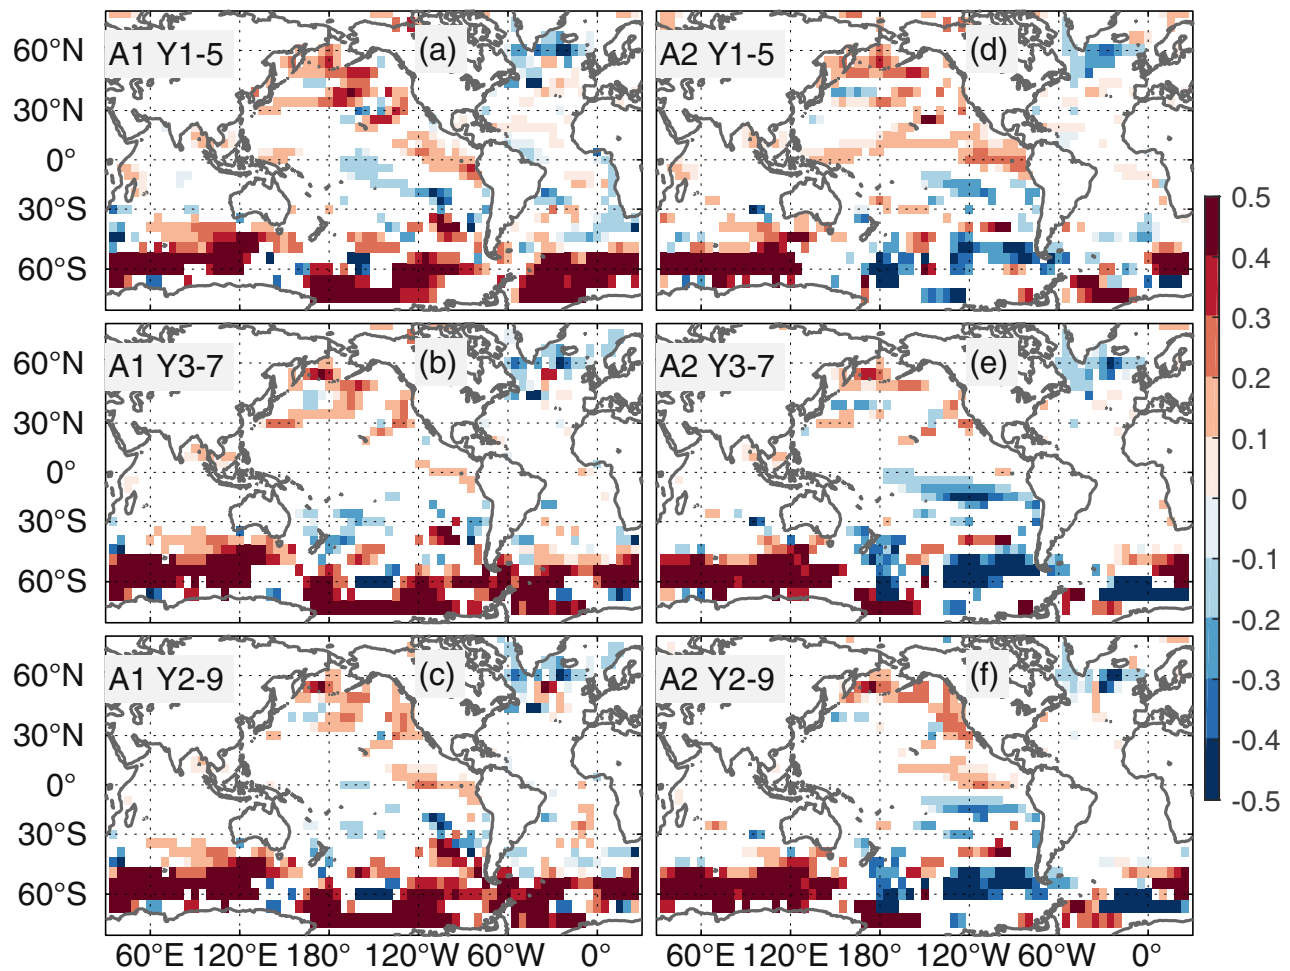 A1 Y1-5 (a)
A2 Y1-5 (d)
60°N
30°N
0°
30°S
60°S
A1 Y3-7 (b)
A2 Y3-7 (e)
60°N
30°N
0°
30°S
60°S
A1 Y2-9 (c)
A2 Y2-9 (f)
60°N
30°N
0°
30°S
60°S
60°E 120°E 180° 120°W 60°W 0°
60°E 120°E 180° 120°W 60°W 0°
0.5
0.4
0.3
0.2
0.1
0
-0.1
-0.2
-0.3
-0.4
-0.5